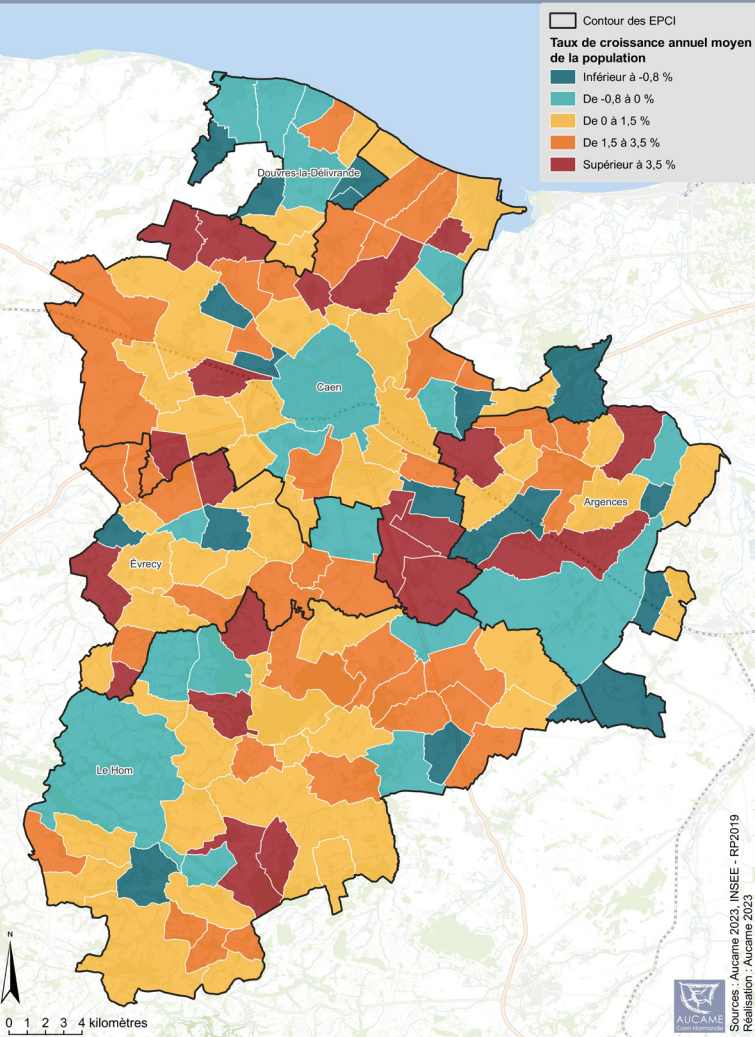 Contour des EPCI
Taux de croissance annuel moyen
de la population
Inférieur à -0,8 %
De -0,8 à 0 %
De 0 à 1,5 %
De 1,5 à 3,5 %
Supérieur à 3,5 %
Douvres-la-Délivrande
Caen
Argences
Évrecy
Le Hom
N
0 1 2 3 4 kilomètres
AUCAME
Caen Normandie
Sources : Aucame 2023, INSEE - RP2019
Réalisation : Aucame 2023